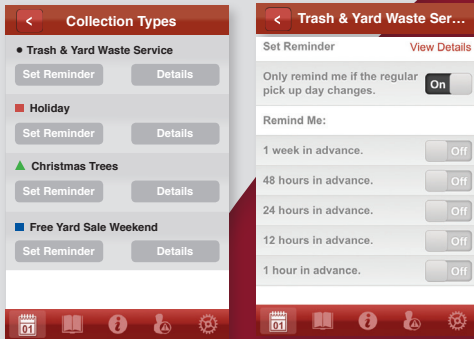 Collection Types
Trash & Yard Waste Service
Set Reminder Details
Holiday
Set Reminder Details
Christmas Trees
Set Reminder Details
Free Yard Sale Weekend
Set Reminder Details
01
Trash & Yard Waste Ser...
Set Reminder View Details
Only remind me if the regular
pick up day changes.
On
Remind Me:
1 week in advance. Off
48 hours in advance. Off
24 hours in advance. Off
12 hours in advance. Off
1 hour in advance. Off
01